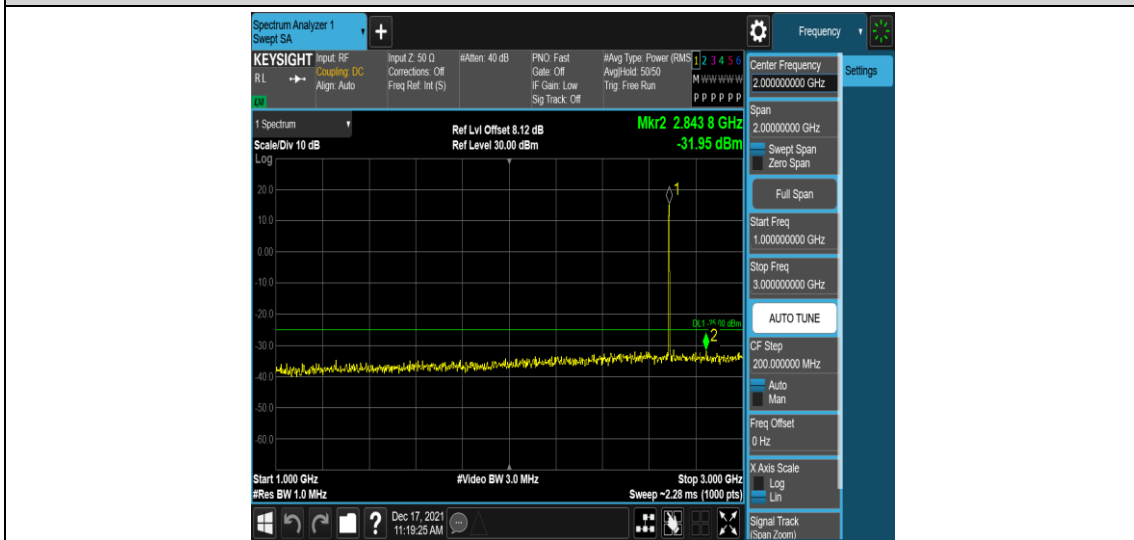 Spectrum Analyzer 1
Swept SA
+
Frequency
KEYSIGHT
RL
LXI
Input: RF
Coupling: DC
Align: Auto
Input Z: 50 Ω
Corrections: Off
Freq Ref: Int (S)
#Atten: 40 dB
PNO: Fast
Gate: Off
IF Gain: Low
Sig Track: Off
#Avg Type: Power (RMS
Avg|Hold: 50/50
Trig: Free Run
1 2 3 4 5 6
M W W W W W
P P P P P P
1 Spectrum
Scale/Div 10 dB
Ref Lvl Offset 8.12 dB
Ref Level 30.00 dBm
Mkr2 2.843 8 GHz
-31.95 dBm
Log
20.0
10.0
0.00
-10.0
-20.0
-30.0
-40.0
-50.0
-60.0
1
DL1 -25.00 dBm
2
Start 1.000 GHz
#Res BW 1.0 MHz
#Video BW 3.0 MHz
Stop 3.000 GHz
Sweep ~2.28 ms (1000 pts)
Center Frequency
2.000000000 GHz
Settings
Span
2.00000000 GHz
Swept Span
Zero Span
Full Span
Start Freq
1.000000000 GHz
Stop Freq
3.000000000 GHz
AUTO TUNE
CF Step
200.000000 MHz
Auto
Man
Freq Offset
0 Hz
X Axis Scale
Log
Lin
Signal Track
(Span Zoom)
?
Dec 17, 2021
11:19:25 AM